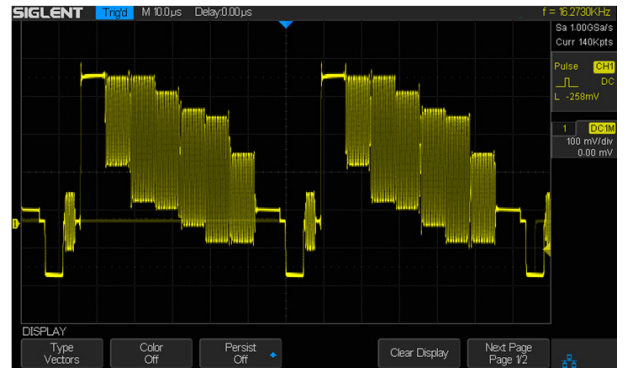 SIGLENT Trig'd M 10.0µs Delay:0.00µs f = 16.2730KHz
Sa 1.00GSa/s
Curr 140Kpts
Pulse CH1
DC
L -258mV
1 DC1M
100 mV/div
0.00 mV
DISPLAY
Type
Vectors
Color
Off
Persist
Off
Clear Display
Next Page
Page 1/2